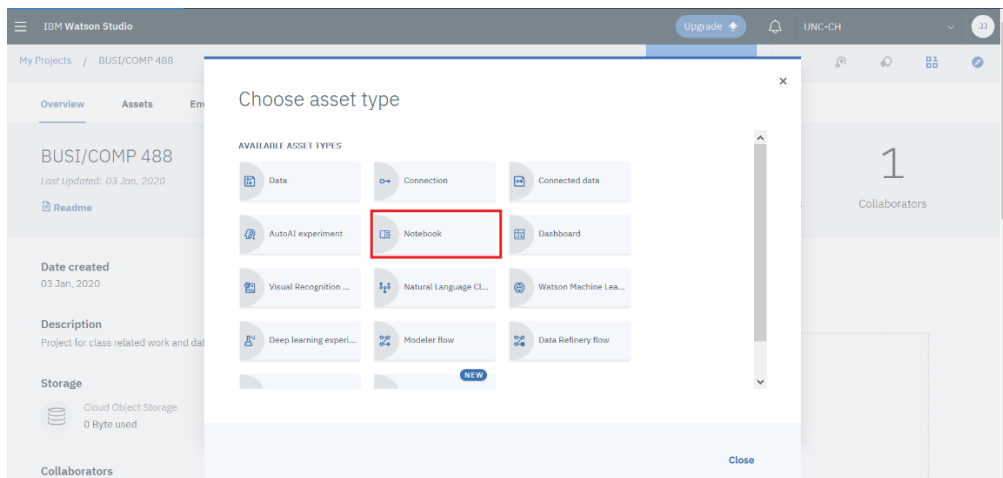 IBM Watson Studio
Upgrade
UNC-CH
JJ
My Projects / BUSI/COMP 488
Overview Assets En
Choose asset type
×
AVAILABLE ASSET TYPES
Data
Connection
Connected data
AutoAI experiment
Notebook
Dashboard
Visual Recognition ...
Natural Language Cl...
Watson Machine Lea...
Deep learning experi...
Modeler flow
Data Refinery flow
NEW
Close
BUSI/COMP 488
Last Updated: 03 Jan, 2020
Readme
1
Collaborators
Date created
03 Jan, 2020
Description
Project for class related work and dat
Storage
Cloud Object Storage
0 Byte used
Collaborators